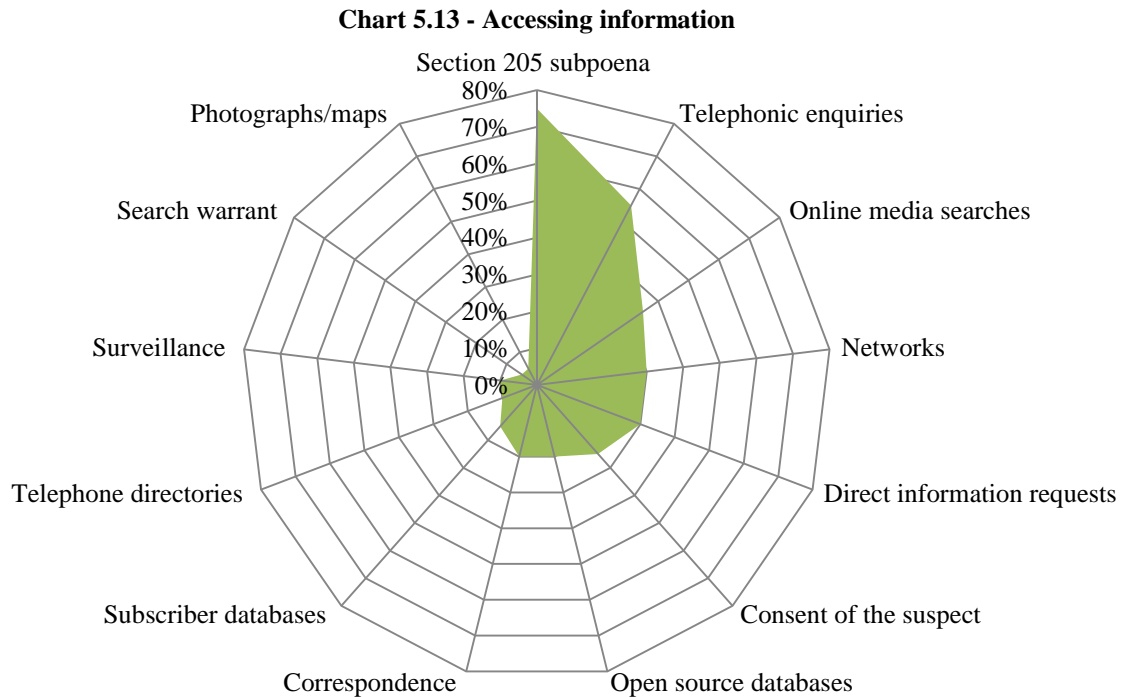 Chart 5.13 - Accessing information
Section 205 subpoena
Telephonic enquiries
Online media searches
Networks
Direct information requests
Consent of the suspect
Open source databases
Correspondence
Subscriber databases
Telephone directories
Surveillance
Search warrant
Photographs/maps
80%
70%
60%
50%
40%
30%
20%
10%
0%